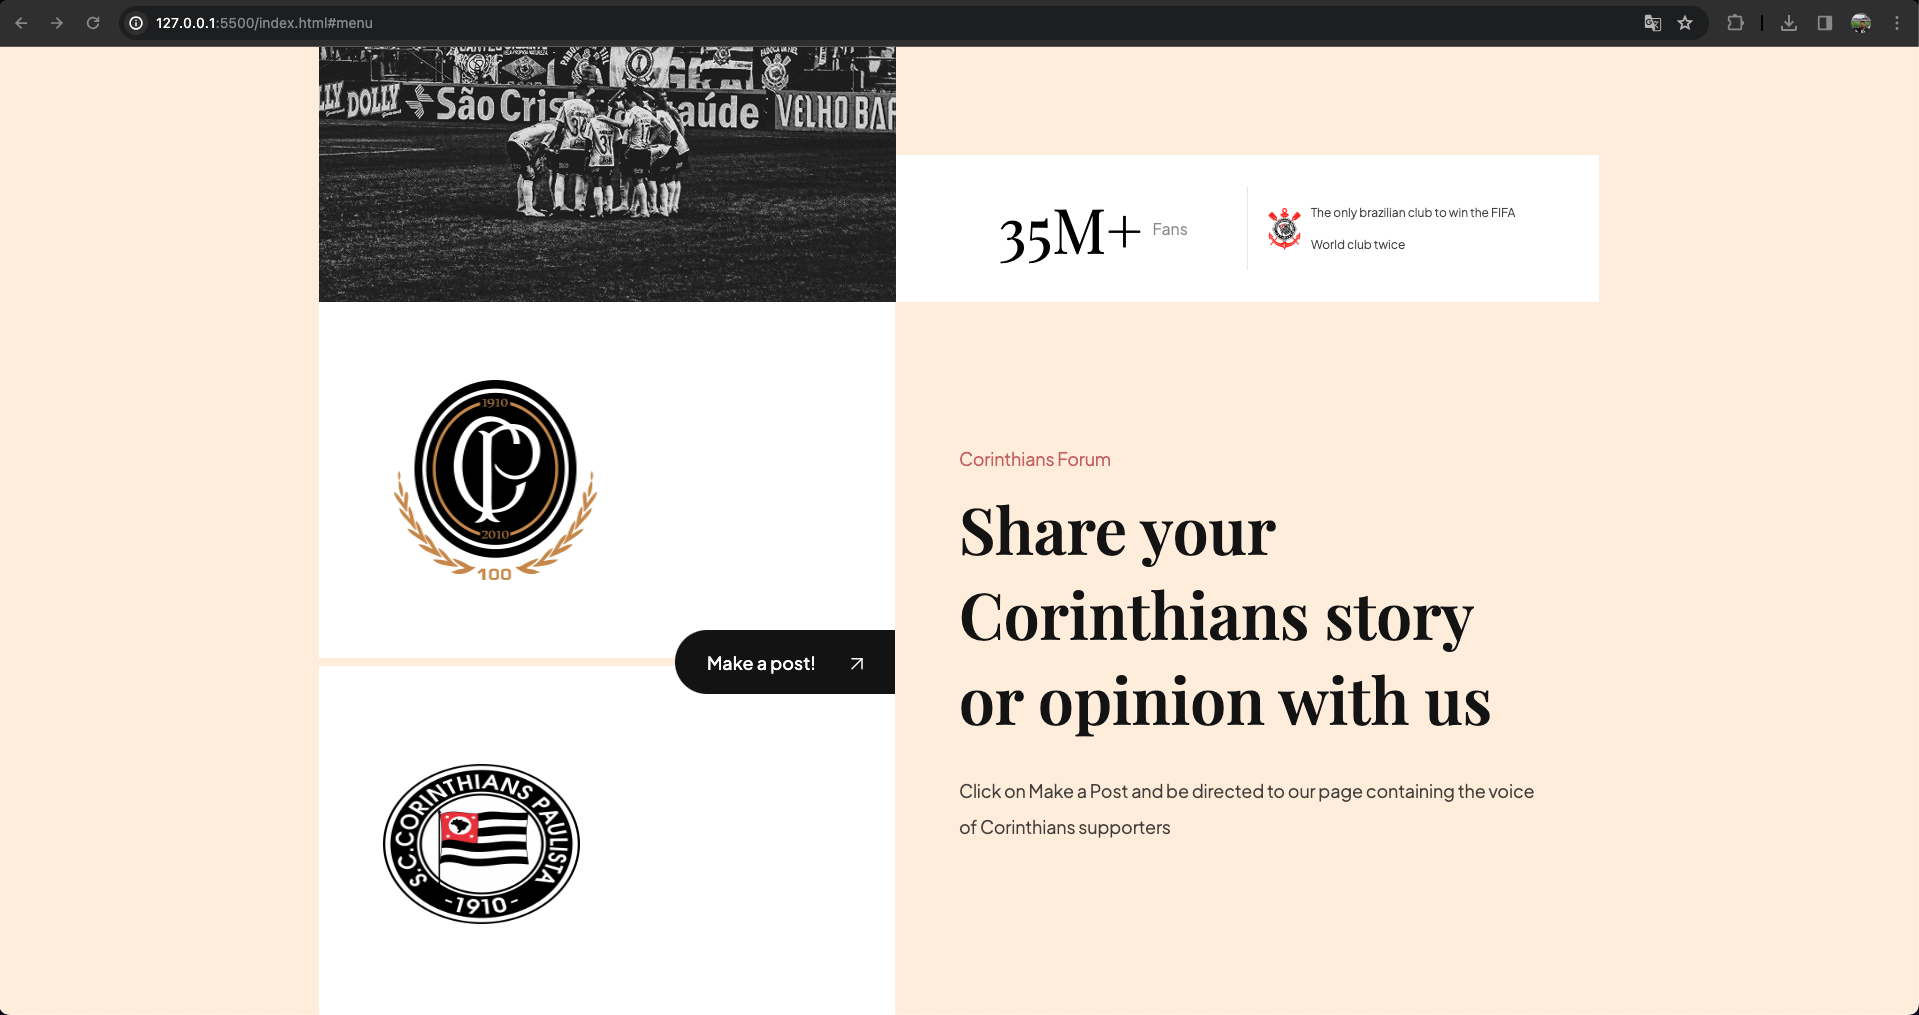 127.0.0.1:5500/index.html#menu
LLY DOLLY São Cris aúde VELHO BAR
35M+ Fans
The only brazilian club to win the FIFA
World club twice
1910
CP
2010
100
Make a post!
S.C.CORINTHIANS PAULISTA
-1910-
Corinthians Forum
Share your
Corinthians story
or opinion with us
Click on Make a Post and be directed to our page containing the voice
of Corinthians supporters